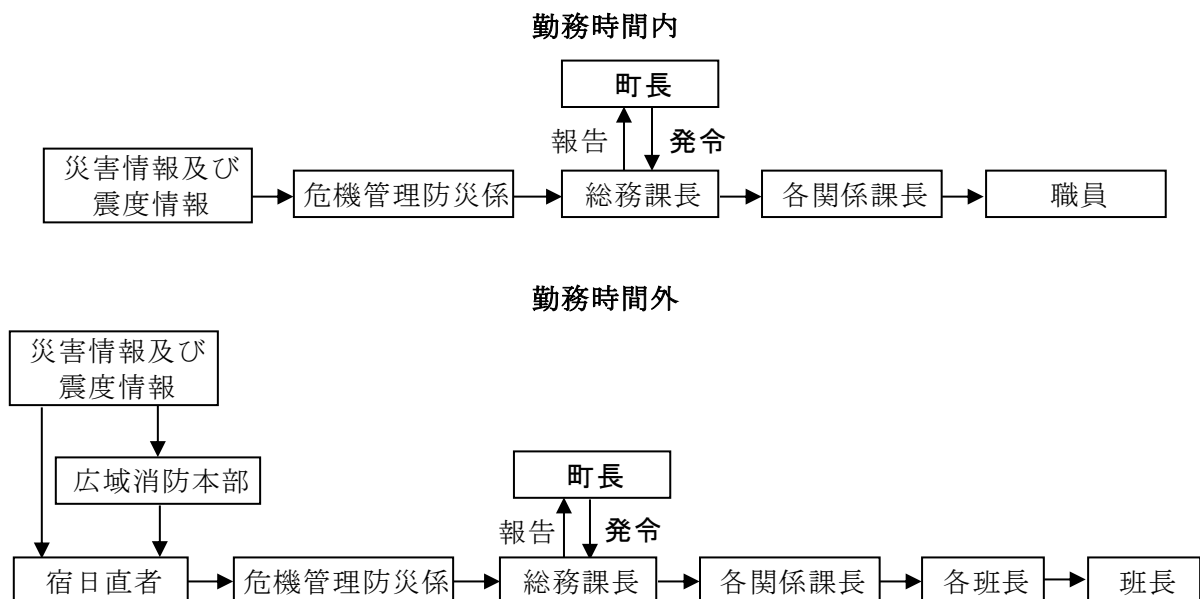 勤務時間内
町長
報告
発令
災害情報及び
震度情報
危機管理防災係
総務課長
各関係課長
職員
勤務時間外
災害情報及び
震度情報
広域消防本部
町長
報告
発令
宿日直者
危機管理防災係
総務課長
各関係課長
各班長
班長